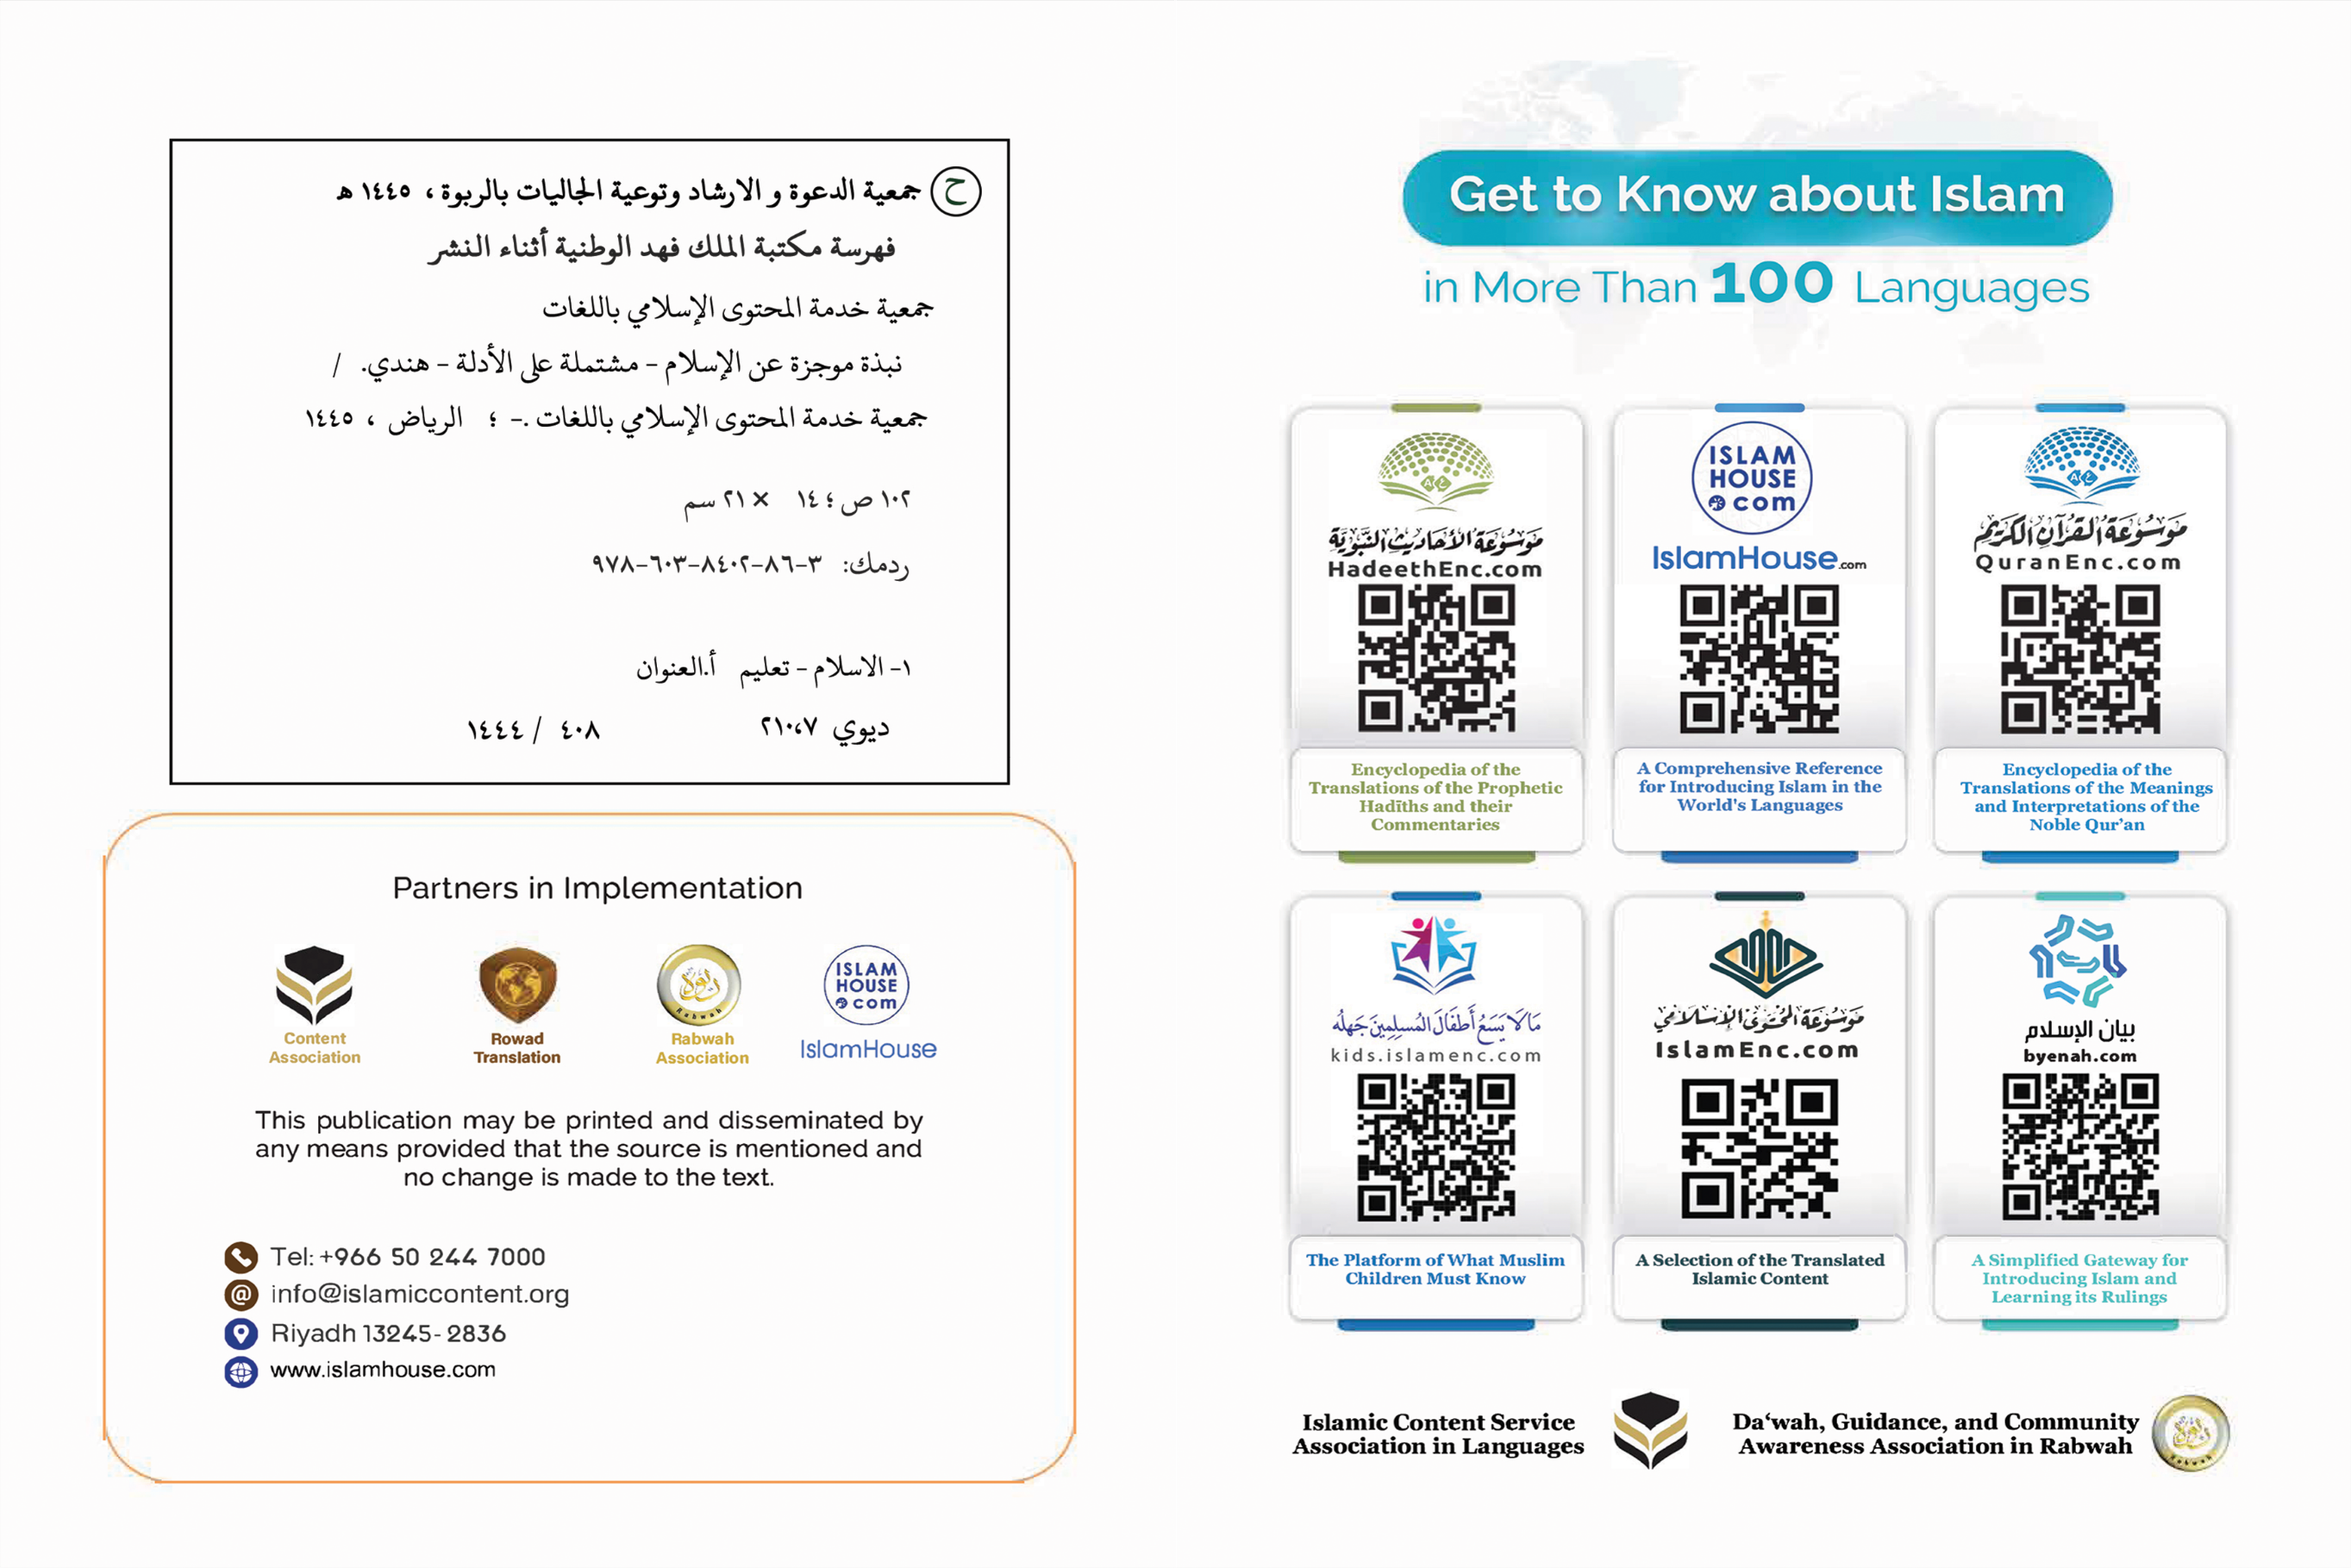 ح جمعية الدعوة و الارشاد وتوعية الجاليات بالربوة ، ١٤٤٥ هـ
فهرسة مكتبة الملك فهد الوطنية أثناء النشر
جمعية خدمة المحتوى الإسلامي باللغات
نبذة موجزة عن الإسلام - مشتملة على الأدلة - هندي. /
جمعية خدمة المحتوى الإسلامي باللغات .- ؛ الرياض ، ١٤٤٥
١٠٢ ص ؛ ١٤ × ٢١ سم
ردمك: ٣-٨٦-٨٤٠٢-٦٠٣-٩٧٨
١- الاسلام - تعليم أ.العنوان
ديوي ٢١٠،٧ ٤٠٨ / ١٤٤٤
Partners in Implementation
Content
Association
Rowad
Translation
Rabwah
Rabwah
Association
ISLAM
HOUSE
com
IslamHouse
This publication may be printed and disseminated by
any means provided that the source is mentioned and
no change is made to the text.
Tel: +966 50 244 7000
@ info@islamiccontent.org
Riyadh 13245- 2836
www.islamhouse.com
Get to Know about Islam
in More Than 100 Languages
موسوعة الأحاديث النبوية
HadeethEnc.com
Encyclopedia of the
Translations of the Prophetic
Hadīths and their
Commentaries
ISLAM
HOUSE
com
IslamHouse.com
A Comprehensive Reference
for Introducing Islam in the
World's Languages
موسوعة القرآن الكريم
QuranEnc.com
Encyclopedia of the
Translations of the Meanings
and Interpretations of the
Noble Qur’an
مَا لَا يَسَعُ أَطْفَالَ المُسلِمِينَ جَهلُه
kids.islamenc.com
The Platform of What Muslim
Children Must Know
موسوعة المحتوى الإسلامي
IslamEnc.com
A Selection of the Translated
Islamic Content
بيان الإسلام
byenah.com
A Simplified Gateway for
Introducing Islam and
Learning its Rulings
Islamic Content Service
Association in Languages
Da‘wah, Guidance, and Community
Awareness Association in Rabwah
Rabwah